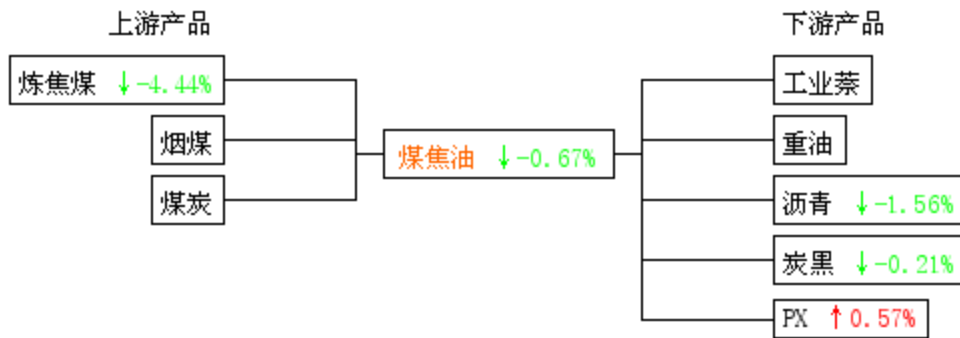 上游产品
下游产品
炼焦煤 ↓-4.44%
烟煤
煤炭
煤焦油 ↓-0.67%
工业萘
重油
沥青 ↓-1.56%
炭黑 ↓-0.21%
PX ↑0.57%